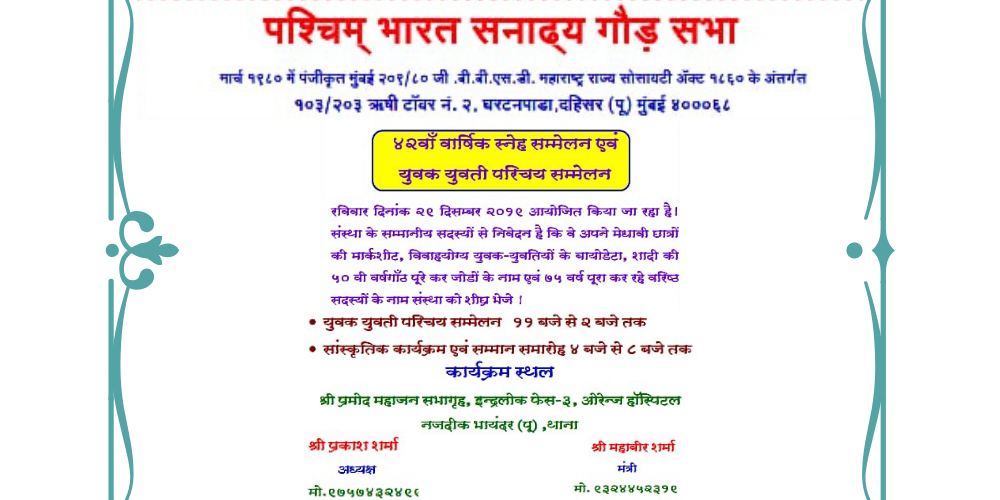 पश्चिम् भारत सनाढ्य गौड़ सभा
मार्च १९८० में पंजीकृत मुंबई २०९/८० जी .बी.बी.एस.डी. महाराष्ट्र राज्य सोसायटी ॲक्ट १८६० के अंतर्गत
१०३/२०३ ऋषी टॉवर नं. २, घरटनपाडा,दहिसर (पू) मुंबई ४०००६८
४२वाँ वार्षिक स्नेह सम्मेलन एवं
युवक युवती परिचय सम्मेलन
रविवार दिनांक २९ दिसम्बर २०१९ आयोजित किया जा रहा है।
संस्था के सम्मानीय सदस्यों से निवेदन है कि वे अपने मेधावी छात्रों
की मार्कशीट, विवाहयोग्य युवक-युवतियों के बायोडेटा, शादी की
५० वी वर्षगाँठ पूरे कर जोडों के नाम एवं ७५ वर्ष पूरा कर रहे वरिष्ठ
सदस्यों के नाम संस्था को शीघ्र भेजे !
• युवक युवती परिचय सम्मेलन ११ बजे से २ बजे तक
• सांस्कृतिक कार्यक्रम एवं सम्मान समारोह ४ बजे से ८ बजे तक
कार्यक्रम स्थल
श्री प्रमोद महाजन सभागृह, इन्द्रलोक फेस-३, ओरेन्ज हॉस्पिटल
नजदीक भायंदर (पू) ,थाना
श्री प्रकाश शर्मा
अध्यक्ष
श्री महाबीर शर्मा
मंत्री
मो. ९३२४४५२३१९